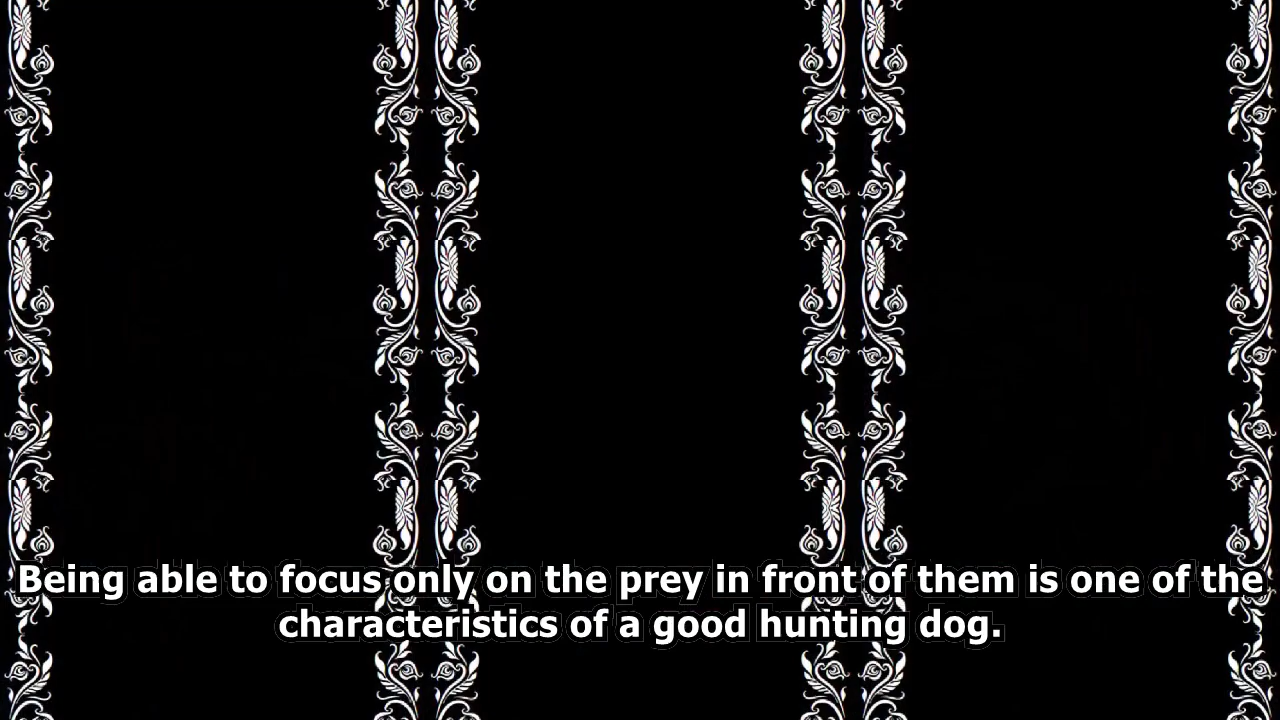 Being able to focus only on the prey in front of them is one of the
characteristics of a good hunting dog.